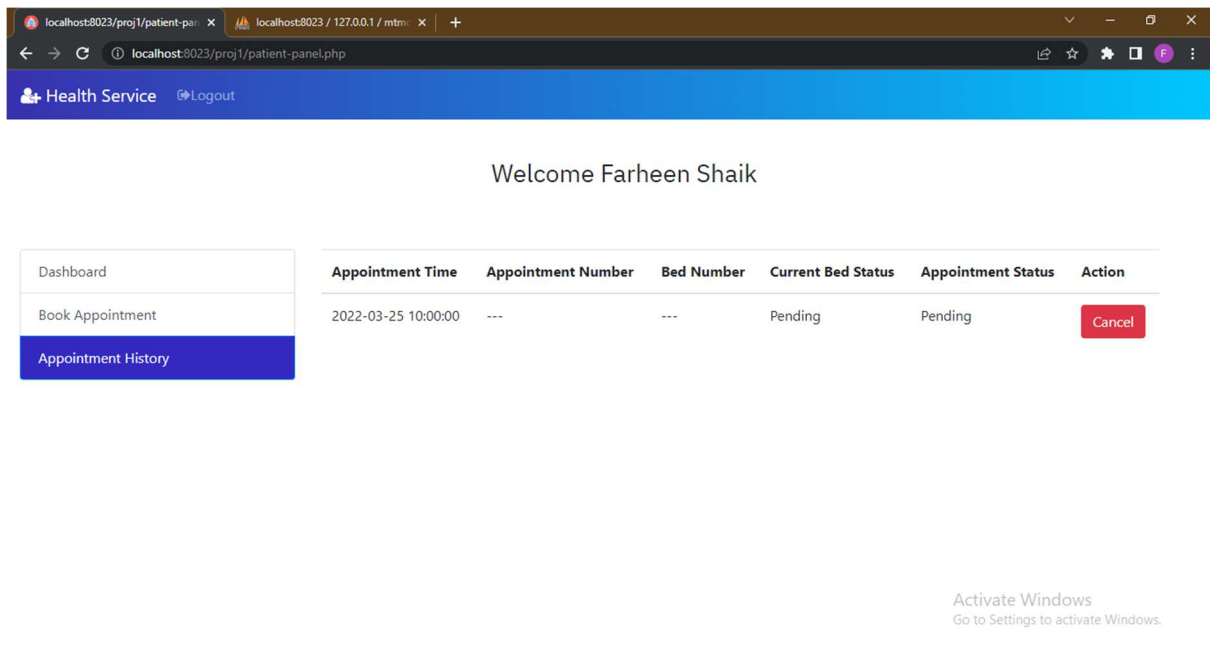 localhost:8023/proj1/patient-pan
localhost:8023 / 127.0.0.1 / mtm
localhost:8023/proj1/patient-panel.php
F
Health Service Logout
Welcome Farheen Shaik
Dashboard
Book Appointment
Appointment History
Appointment Time Appointment Number Bed Number Current Bed Status Appointment Status Action
2022-03-25 10:00:00 --- --- Pending Pending Cancel
Activate Windows
Go to Settings to activate Windows.